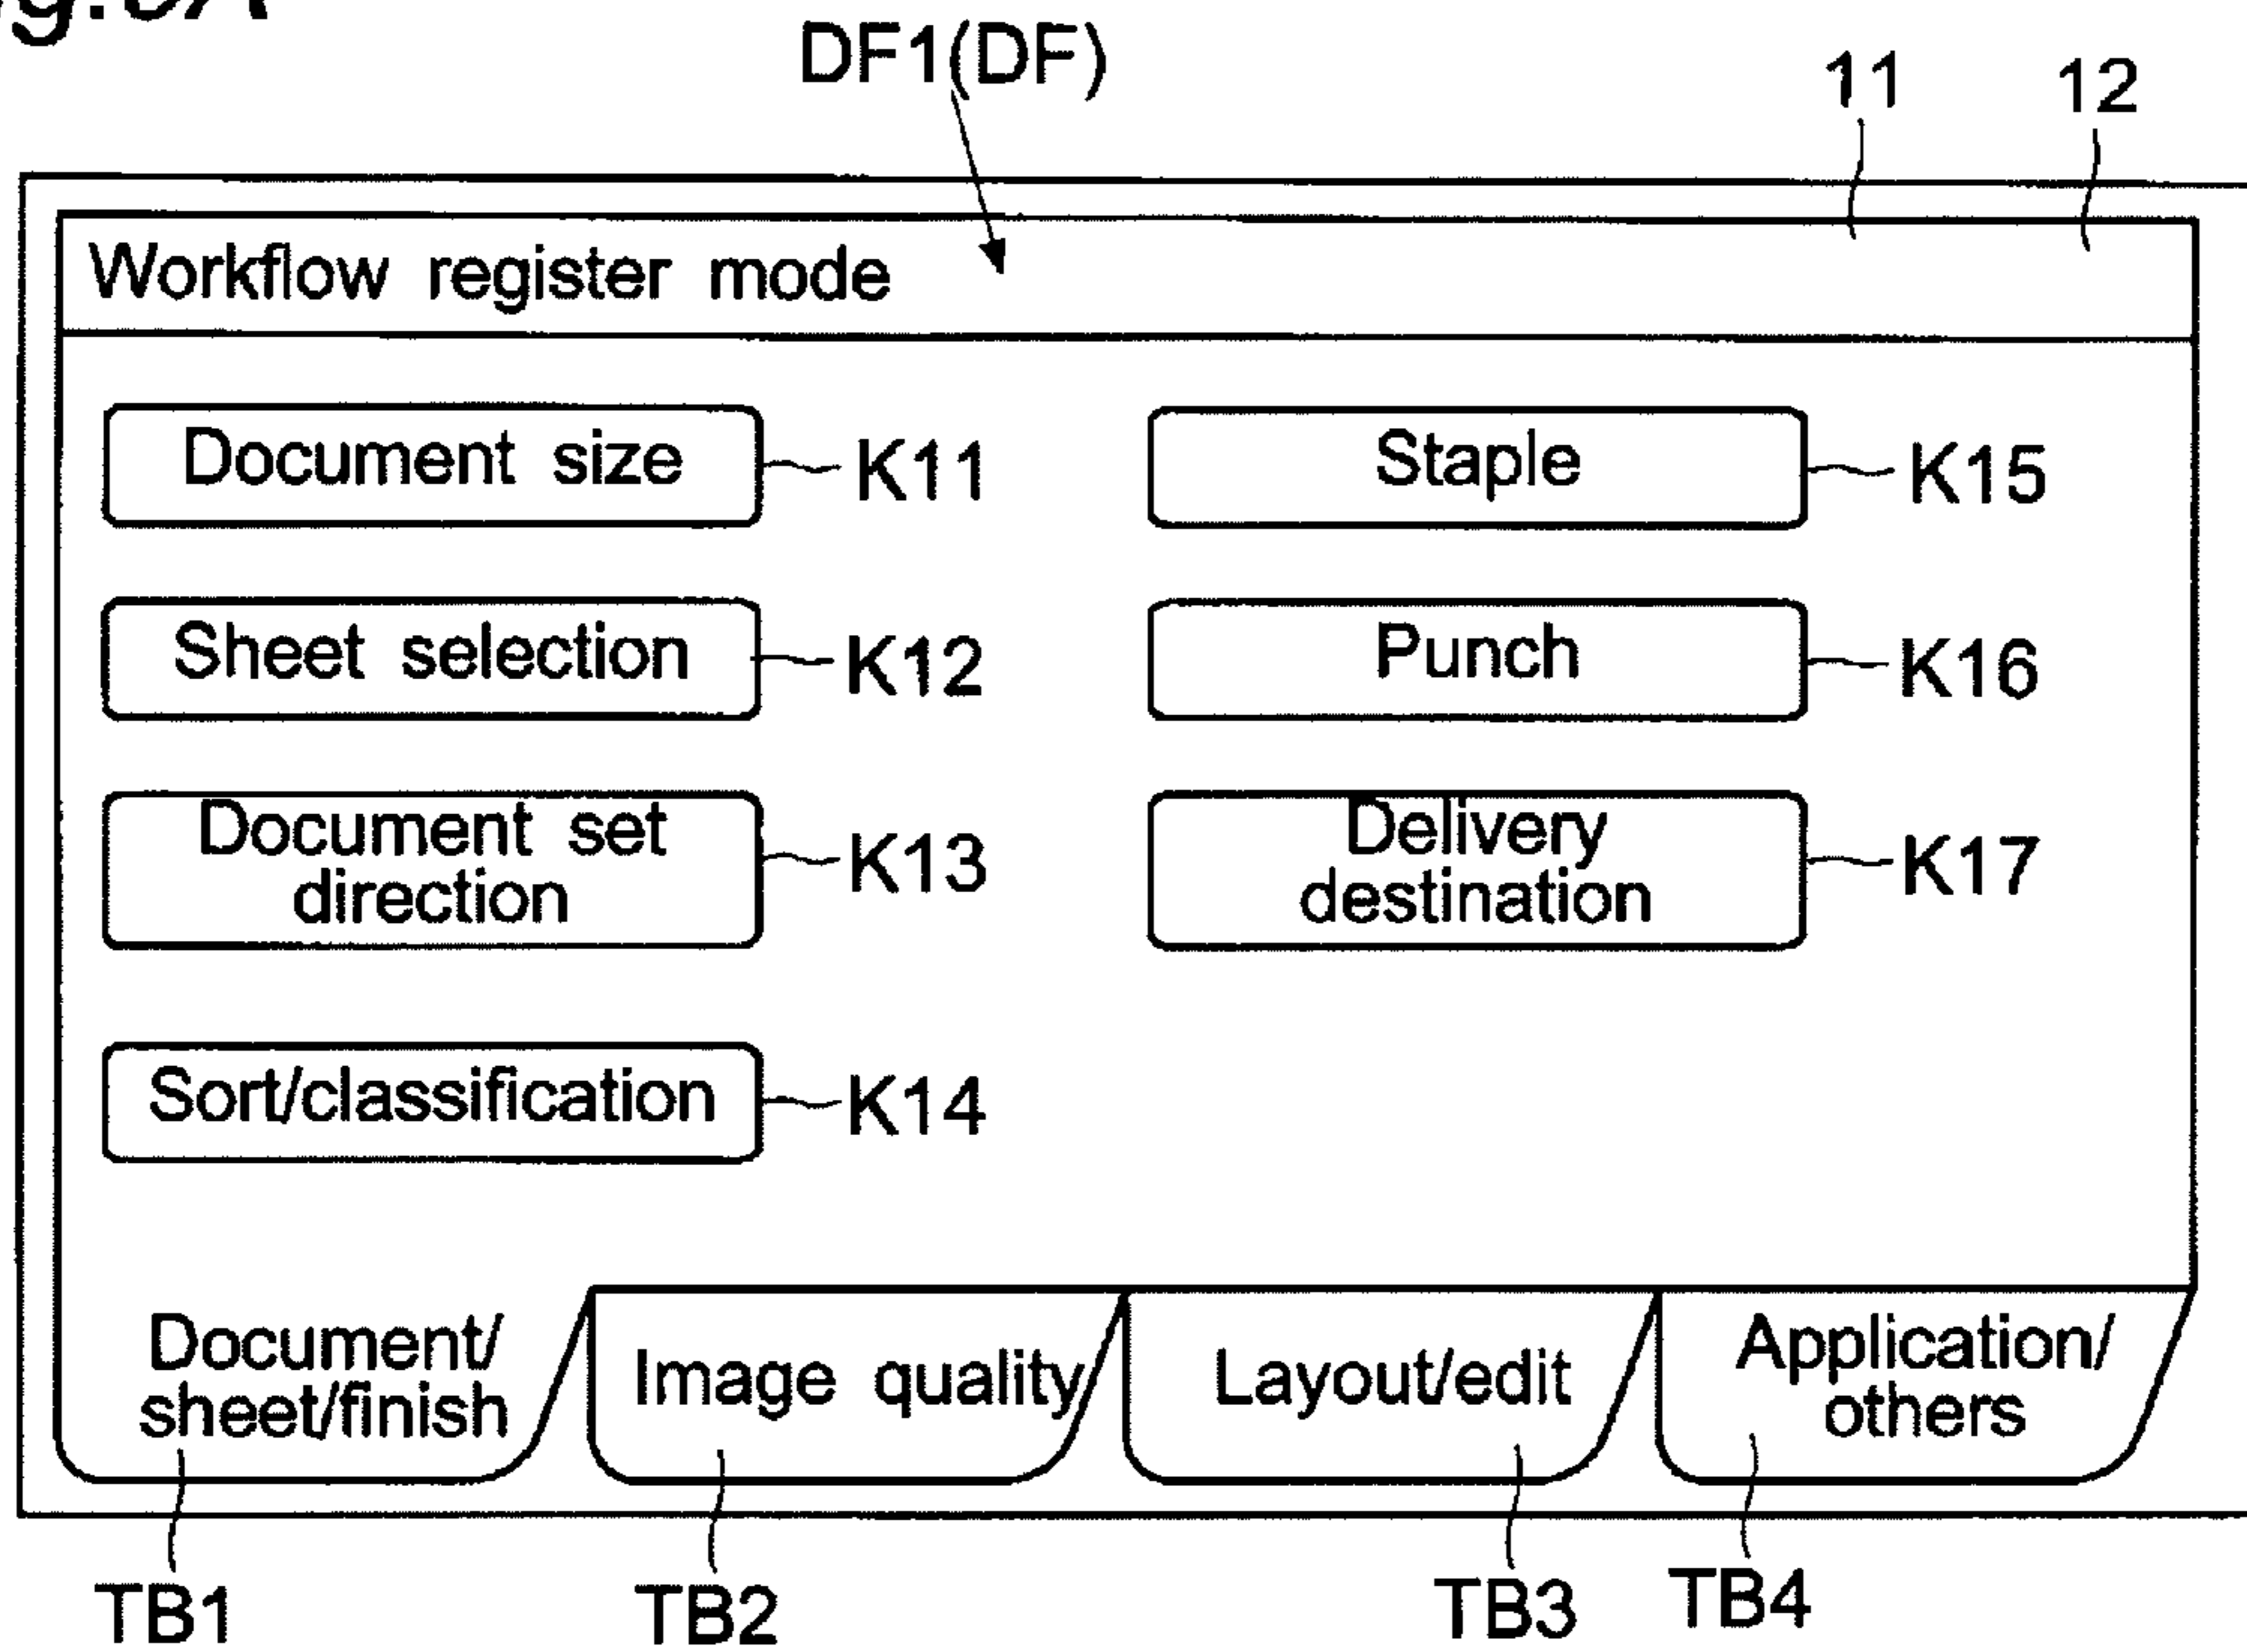 DF1(DF)
11
12
Workflow register mode
Document size
K11
Staple
K15
Sheet selection
K12
Punch
K16
Document set
direction
K13
Delivery
destination
K17
Sort/classification
K14
Document/
sheet/finish
Image quality
Layout/edit
Application/
others
TB1
TB2
TB3
TB4